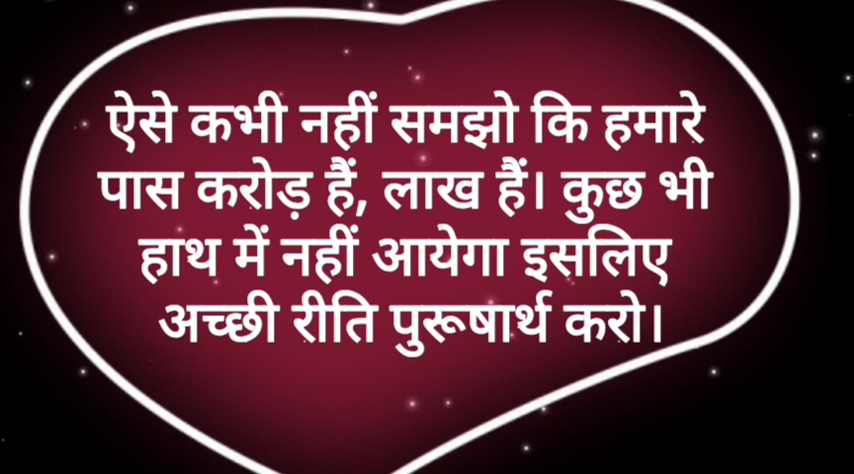 ऐसे कभी नहीं समझो कि हमारे
पास करोड़ हैं, लाख हैं। कुछ भी
हाथ में नहीं आयेगा इसलिए
अच्छी रीति पुरूषार्थ करो।